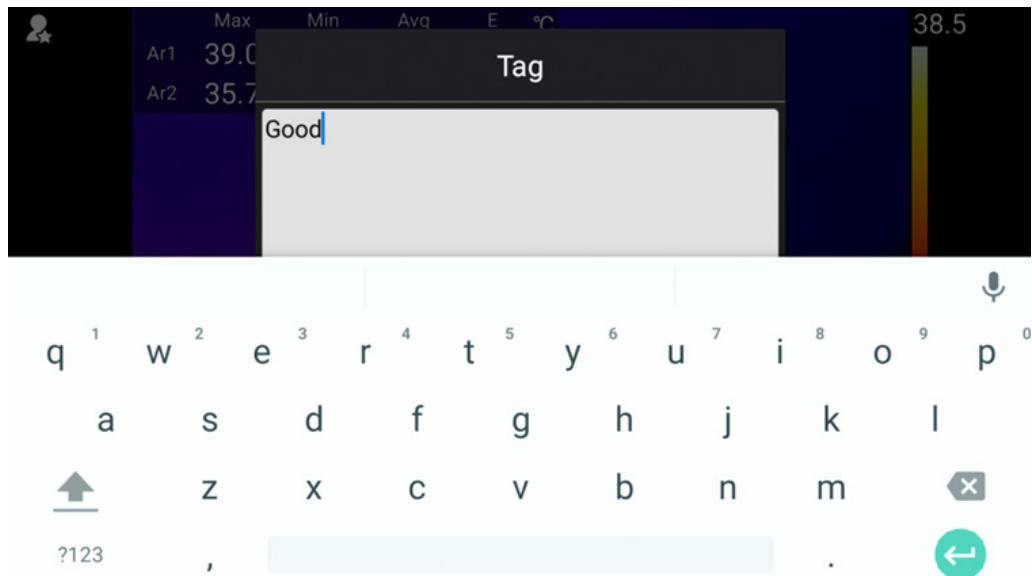 Max Min Avg E °C 38.5
Ar1 39.0
Ar2 35.7
Tag
Good
q 1 w 2 e 3 r 4 t 5 y 6 u 7 i 8 o 9 p 0
a s d f g h j k l
z x c v b n m
?123 , .